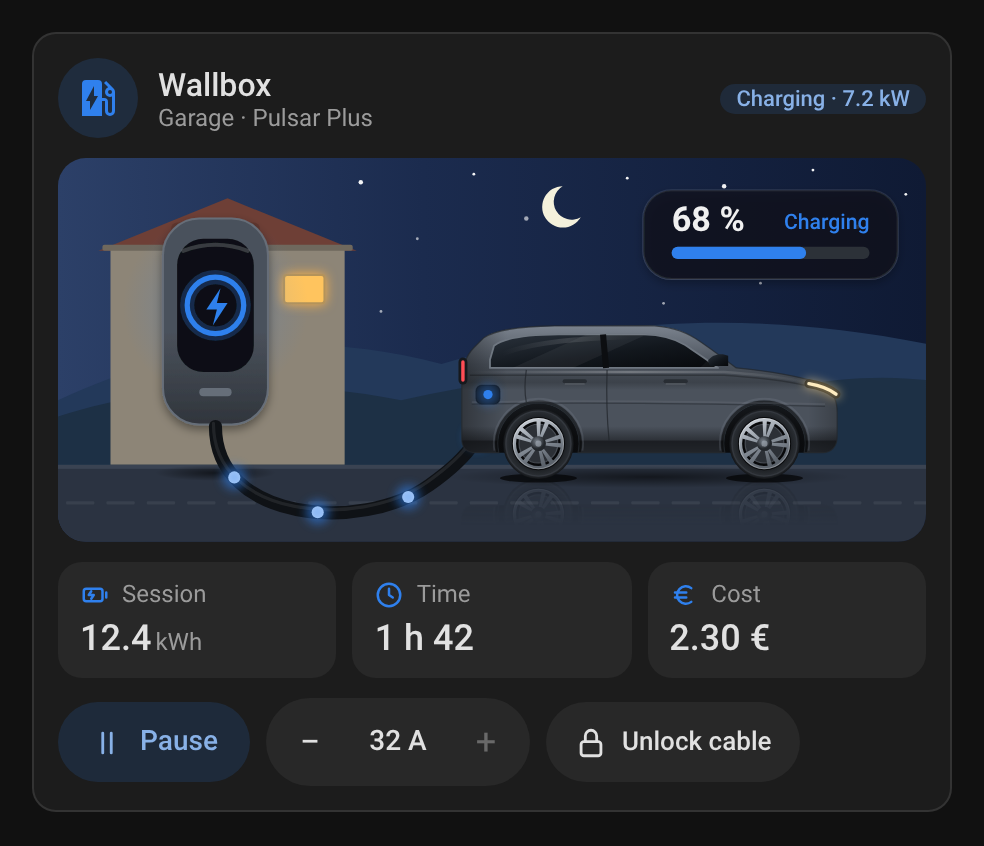 Wallbox
Garage · Pulsar Plus
Charging · 7.2 kW
68 %
Charging
Session
12.4 kWh
Time
1 h 42
Cost
2.30 €
Pause
− 32 A +
Unlock cable